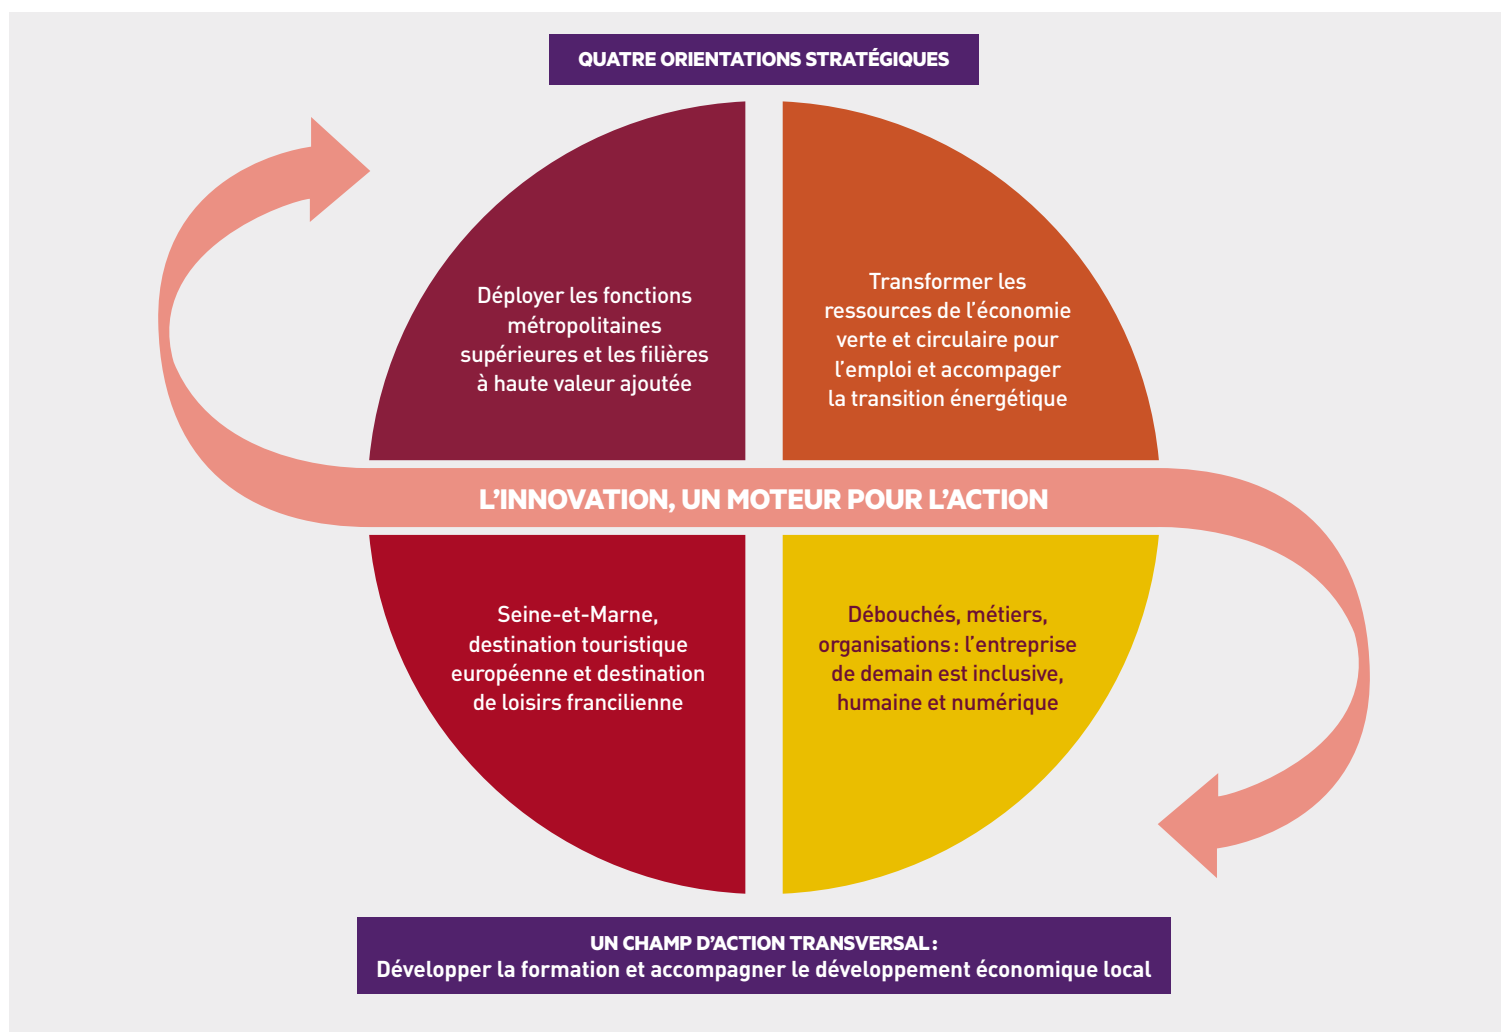 QUATRE ORIENTATIONS STRATÉGIQUES
Déployer les fonctions
métropolitaines
supérieures et les filières
à haute valeur ajoutée
Transformer les
ressources de l'économie
verte et circulaire pour
l'emploi et accompager
la transition énergétique
L'INNOVATION, UN MOTEUR POUR L'ACTION
Seine-et-Marne,
destination touristique
européenne et destination
de loisirs francilienne
Débouchés, métiers,
organisations : l'entreprise
de demain est inclusive,
humaine et numérique
UN CHAMP D'ACTION TRANSVERSAL :
Développer la formation et accompagner le développement économique local